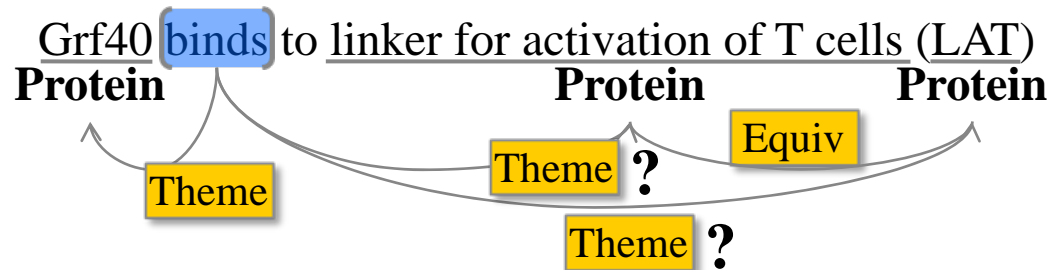 Grf40 binds to linker for activation of T cells (LAT)
Protein Protein Protein
Equiv
Theme ?
Theme
Theme ?